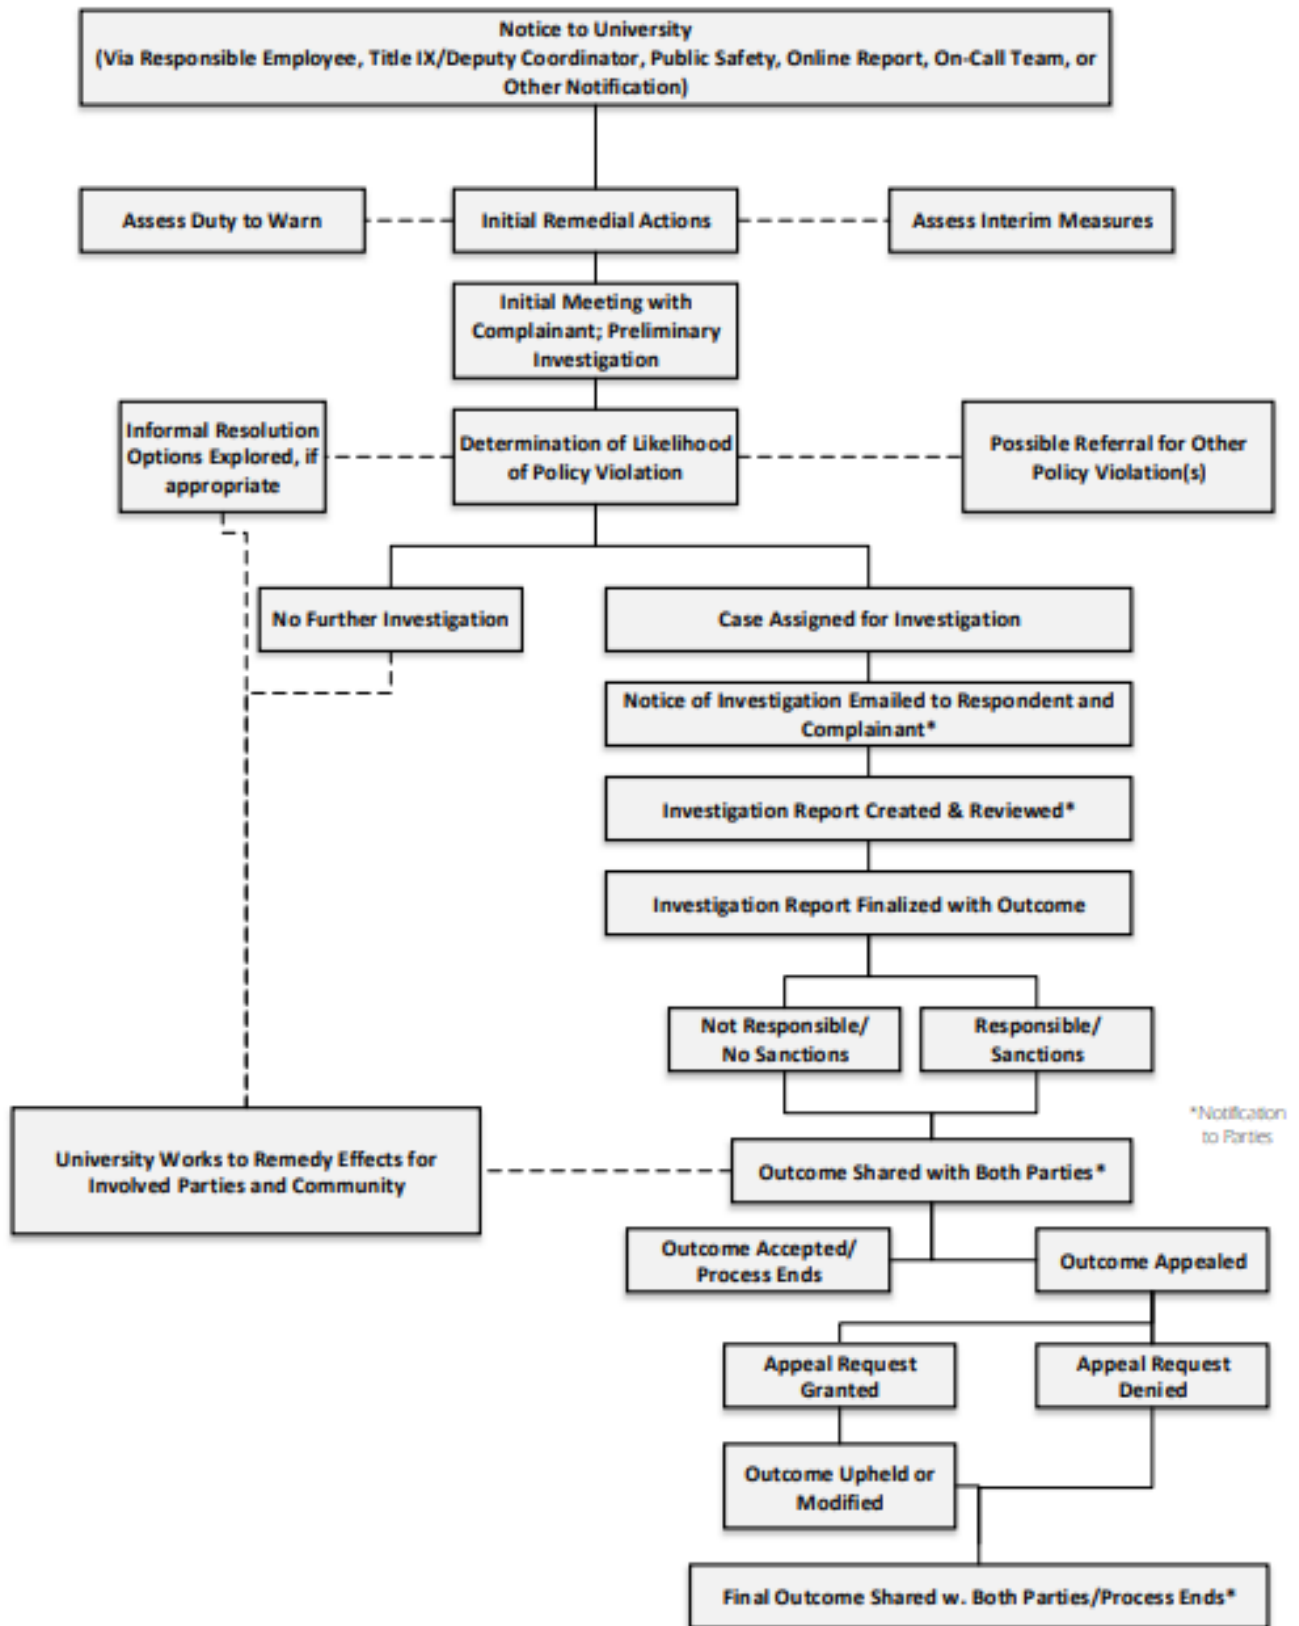 Notice to University
(Via Responsible Employee, Title IX/Deputy Coordinator, Public Safety, Online Report, On-Call Team, or
Other Notification)
Assess Duty to Warn
Initial Remedial Actions
Assess Interim Measures
Initial Meeting with
Complainant; Preliminary
Investigation
Informal Resolution
Options Explored, if
appropriate
Determination of Likelihood
of Policy Violation
Possible Referral for Other
Policy Violation(s)
No Further Investigation
Case Assigned for Investigation
Notice of Investigation Emailed to Respondent and
Complainant*
Investigation Report Created & Reviewed*
Investigation Report Finalized with Outcome
Not Responsible/
No Sanctions
Responsible/
Sanctions
*Notification
to Parties
University Works to Remedy Effects for
Involved Parties and Community
Outcome Shared with Both Parties*
Outcome Accepted/
Process Ends
Outcome Appealed
Appeal Request
Granted
Appeal Request
Denied
Outcome Upheld or
Modified
Final Outcome Shared w. Both Parties/Process Ends*